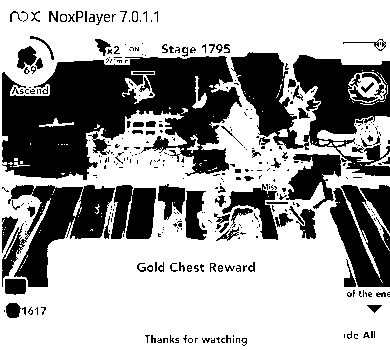 nox NoxPlayer 7.0.1.1
x2 ON Stage 1795
69
Ascend
Miss
Gold Chest Reward
of the ene
1617
ide All
Thanks for watching